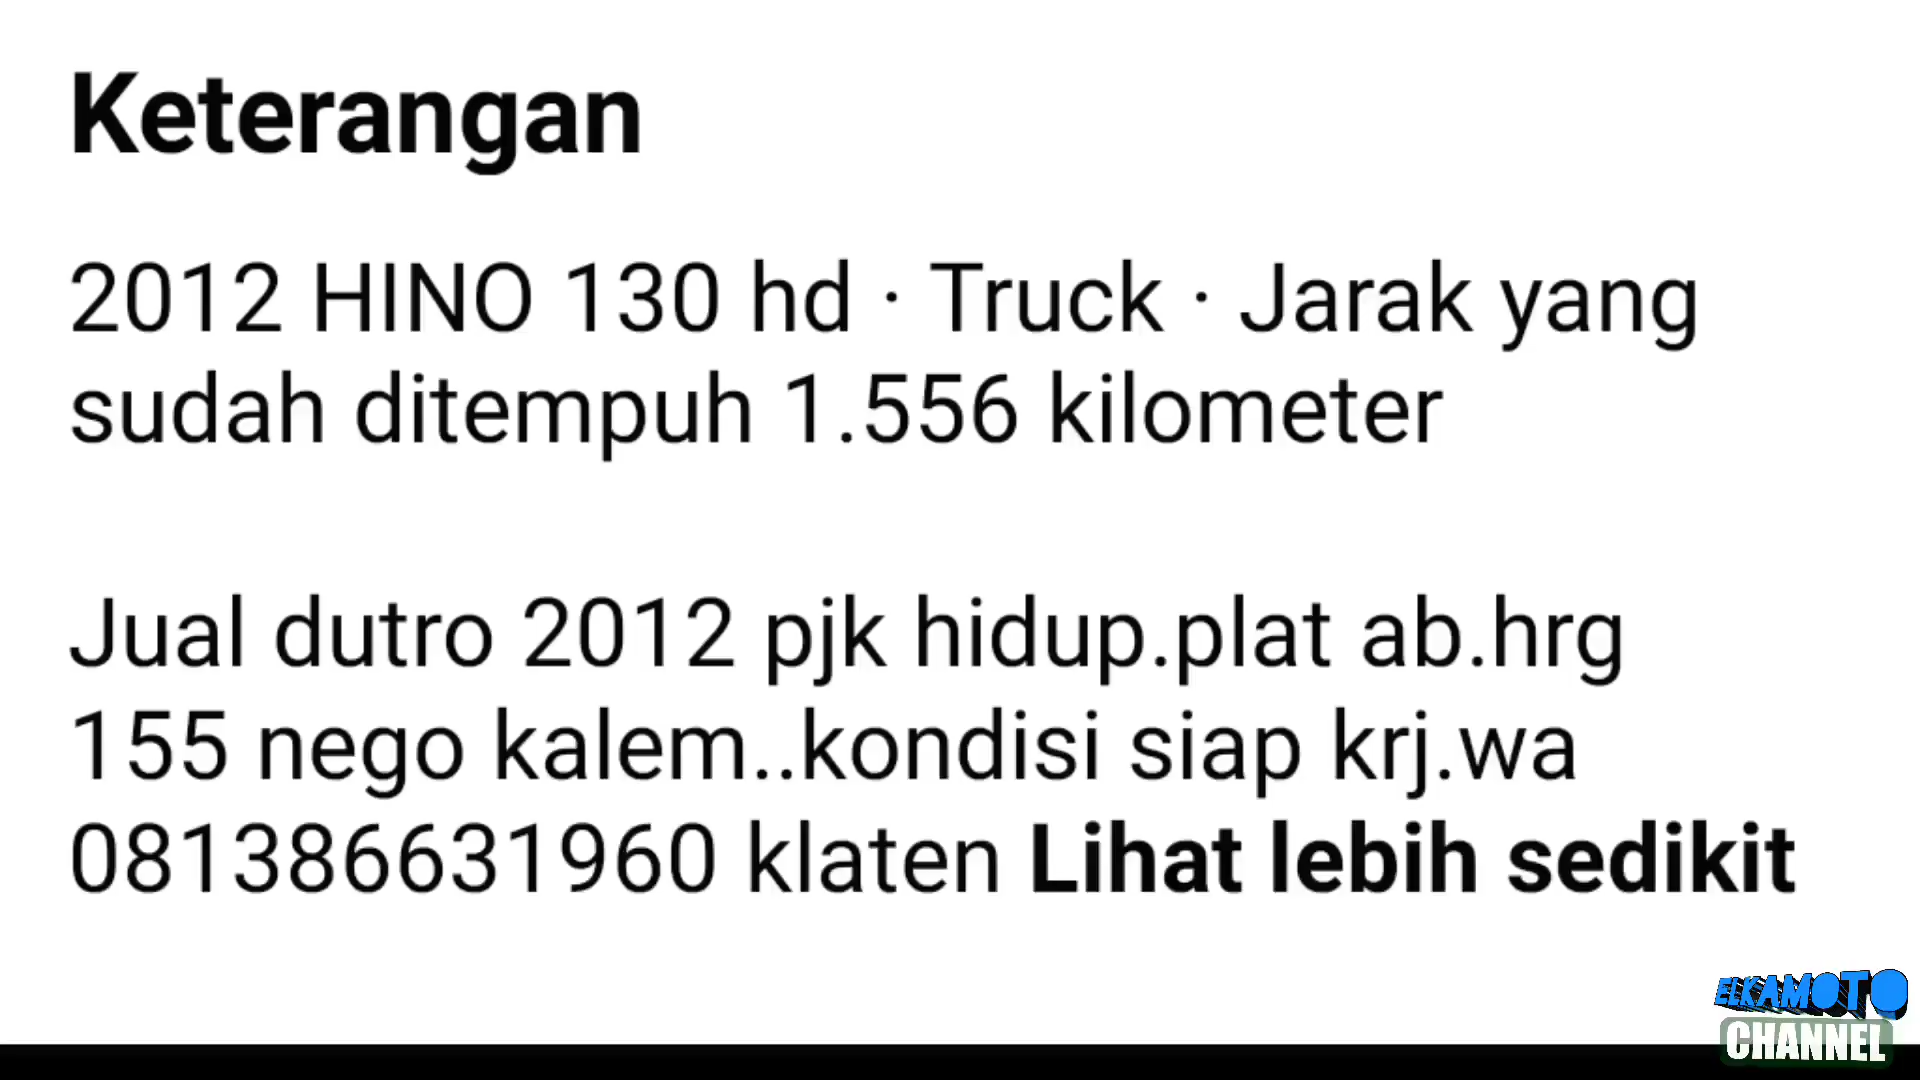 Keterangan
2012 HINO 130 hd · Truck · Jarak yang
sudah ditempuh 1.556 kilometer
Jual dutro 2012 pjk hidup.plat ab.hrg
155 nego kalem..kondisi siap krj.wa
081386631960 klaten Lihat lebih sedikit
ELKAMOTO
CHANNEL